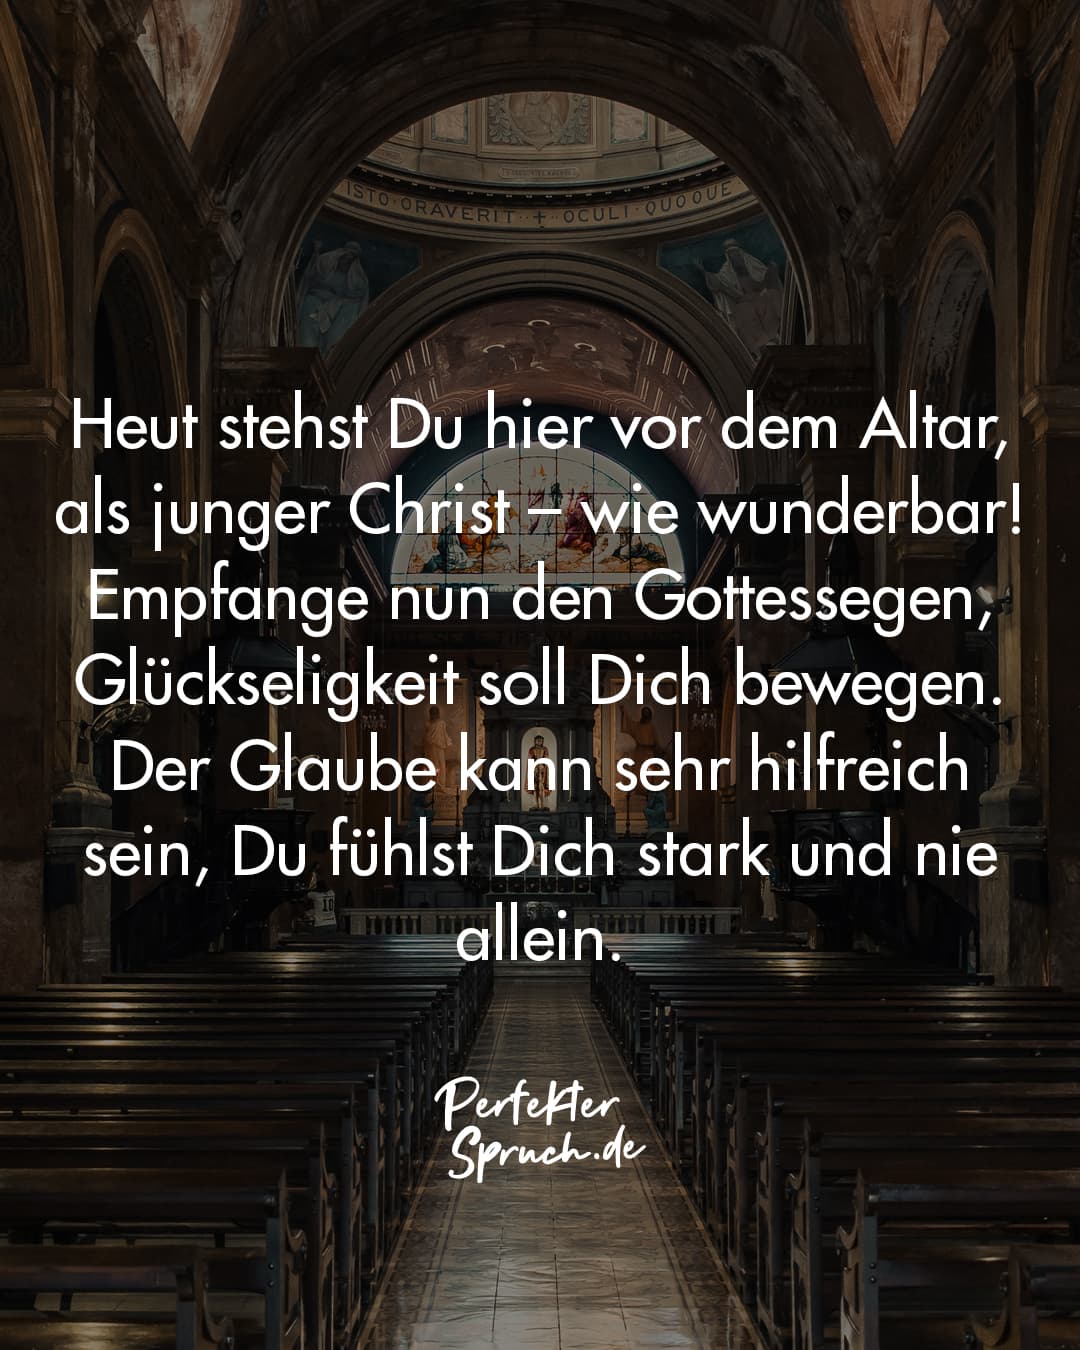 ISTO·ORAVERIT·+·OCULI·QUOQUE
Heut stehst Du hier vor dem Altar,
als junger Christ – wie wunderbar!
Empfange nun den Gottessegen,
Glückseligkeit soll Dich bewegen.
Der Glaube kann sehr hilfreich
sein, Du fühlst Dich stark und nie
allein.
10
Perfekter
Spruch.de